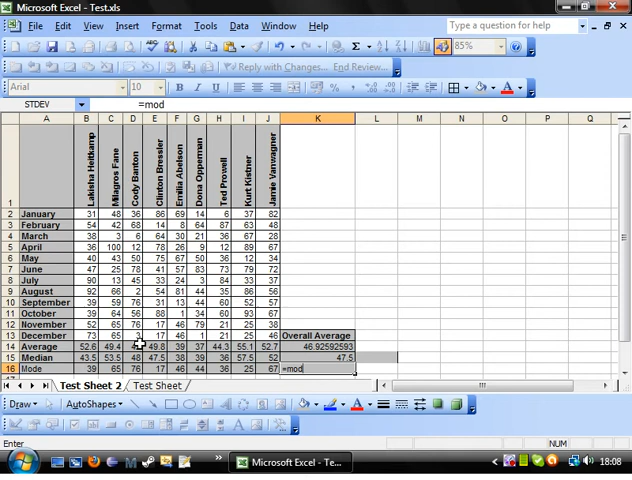 Microsoft Excel - Test.xls
File Edit View Insert Format Tools Data Window Help Type a question for help
85%
Reply with Changes... End Review...
Arial 10 B I U
STDEV =mod
A B C D E F G H I J K L M N O P Q
1 Lakisha Heitkamp Milagros Fane Cody Banton Clinton Bressler Emilia Abelson Dona Opperman Ted Prowell Kurt Kistner Jamie Vanwagner
2 January 31 48 36 86 69 14 6 37 82
3 February 54 42 68 14 8 64 87 63 48
4 March 38 3 6 64 30 21 36 67 28
5 April 36 100 12 78 26 9 12 89 67
6 May 40 43 50 75 67 50 36 12 34
7 June 47 25 78 41 57 83 73 79 72
8 July 90 13 45 33 24 3 84 37 33
9 August 92 66 2 54 81 44 35 86 56
10 September 39 59 76 31 13 44 60 52 57
11 October 39 64 56 88 1 34 60 93 67
12 November 52 65 76 17 46 79 21 25 38
13 December 73 65 3 17 46 1 21 25 46 Overall Average
14 Average 52.6 49.4 49.8 39 37 44.3 55.1 52.7 46.92592593
15 Median 43.5 53.5 48 47.5 38 39 36 57.5 52 47.5
16 Mode 39 65 76 17 46 44 36 25 67 =mod
Test Sheet 2 Test Sheet
Draw AutoShapes
Enter NUM
Microsoft Excel - Te... 18:08